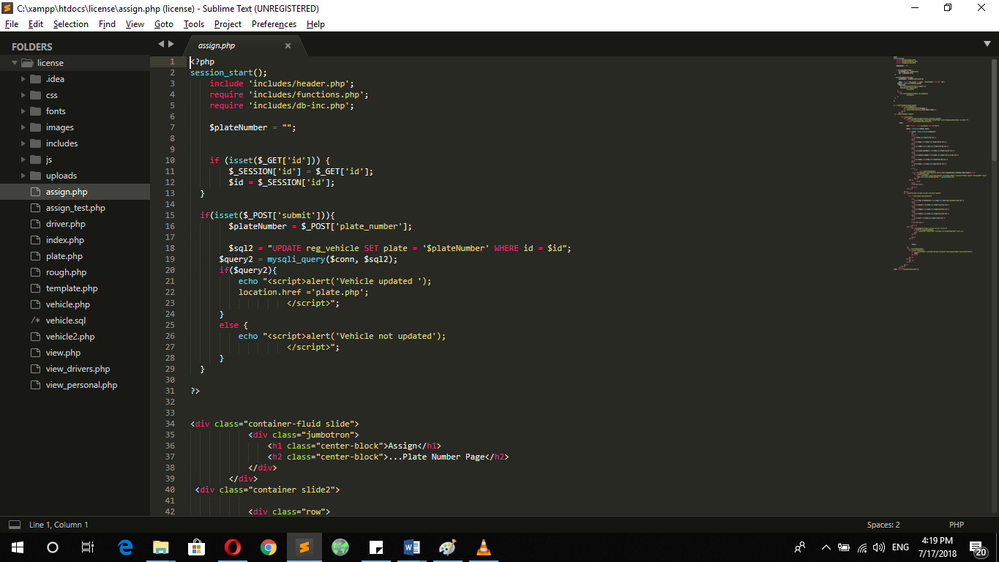 C:\xampp\htdocs\license\assign.php (license) - Sublime Text (UNREGISTERED)
File Edit Selection Find View Goto Tools Project Preferences Help
FOLDERS
license
.idea
css
fonts
images
includes
js
uploads
assign.php
assign_test.php
driver.php
index.php
plate.php
rough.php
template.php
vehicle.php
/* vehicle.sql
vehicle2.php
view.php
view_drivers.php
view_personal.php
assign.php ×
1 <?php
2 session_start();
3 include 'includes/header.php';
4 require 'includes/functions.php';
5 require 'includes/db-inc.php';
6
7 $plateNumber = "";
8
9
10 if (isset($_GET['id'])) {
11 $_SESSION['id'] = $_GET['id'];
12 $id = $_SESSION['id'];
13 }
14
15 if(isset($_POST['submit'])){
16 $plateNumber = $_POST['plate_number'];
17
18 $sql2 = "UPDATE reg_vehicle SET plate = '$plateNumber' WHERE id = $id";
19 $query2 = mysqli_query($conn, $sql2);
20 if($query2){
21 echo "<script>alert('Vehicle updated ');
22 location.href ='plate.php';
23 </script>";
24 }
25 else {
26 echo "<script>alert('Vehicle not updated');
27 </script>";
28 }
29 }
30
31 ?>
32
33
34 <div class="container-fluid slide">
35 <div class="jumbotron">
36 <h1 class="center-block">Assign</h1>
37 <h2 class="center-block">...Plate Number Page</h2>
38 </div>
39 </div>
40 <div class="container slide2">
41
42 <div class="row">
Line 1, Column 1 Spaces: 2 PHP
ENG 4:19 PM
7/17/2018
20